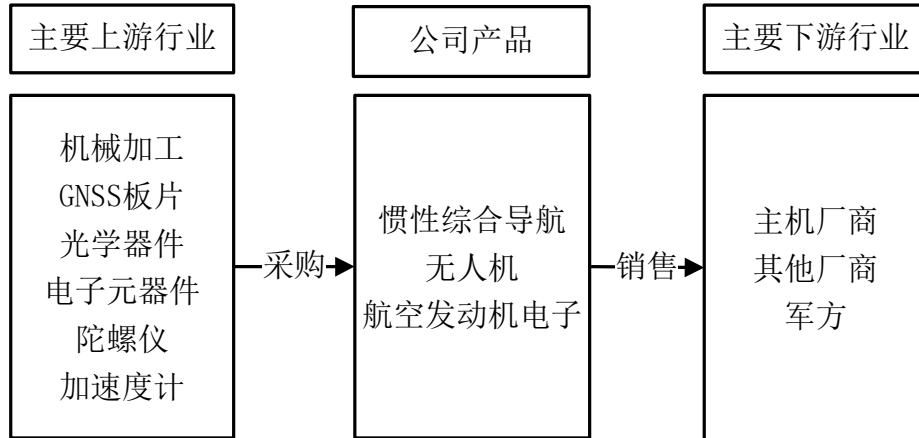 主要上游行业
公司产品
主要下游行业
机械加工
GNSS板片
光学器件
电子元器件
陀螺仪
加速度计
采购
惯性综合导航
无人机
航空发动机电子
销售
主机厂商
其他厂商
军方